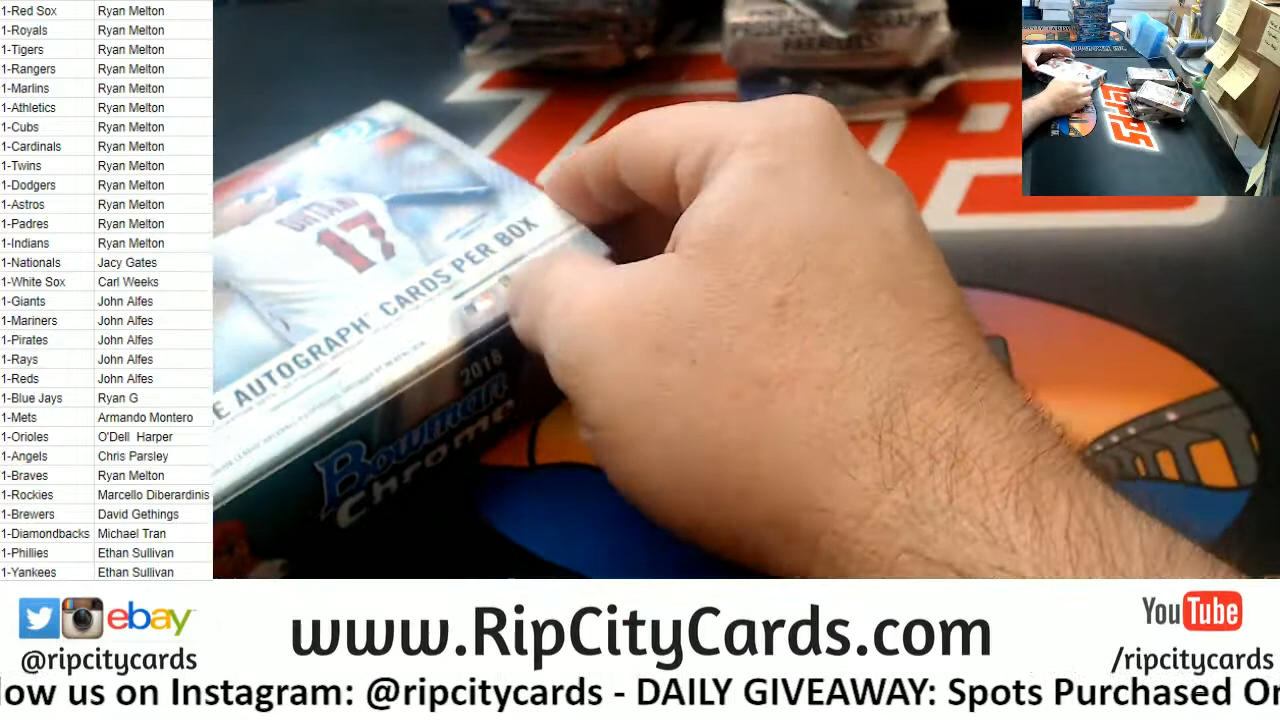 1-Red Sox Ryan Melton
1-Royals Ryan Melton
1-Tigers Ryan Melton
1-Rangers Ryan Melton
1-Marlins Ryan Melton
1-Athletics Ryan Melton
1-Cubs Ryan Melton
1-Cardinals Ryan Melton
1-Twins Ryan Melton
1-Dodgers Ryan Melton
1-Astros Ryan Melton
1-Padres Ryan Melton
1-Indians Ryan Melton
1-Nationals Jacy Gates
1-White Sox Carl Weeks
1-Giants John Alfes
1-Mariners John Alfes
1-Pirates John Alfes
1-Rays John Alfes
1-Reds John Alfes
1-Blue Jays Ryan G
1-Mets Armando Montero
1-Orioles O'Dell Harper
1-Angels Chris Parsley
1-Braves Ryan Melton
1-Rockies Marcello Diberardinis
1-Brewers David Gethings
1-Diamondbacks Michael Tran
1-Phillies Ethan Sullivan
1-Yankees Ethan Sullivan
OHTANI
17
E AUTOGRAPH CARDS PER BOX
2018
Bowman
Chrome
PARALLELS!
TOPPS
ebay
@ripcitycards
www.RipCityCards.com
YouTube
/ripcitycards
low us on Instagram: @ripcitycards - DAILY GIVEAWAY: Spots Purchased On